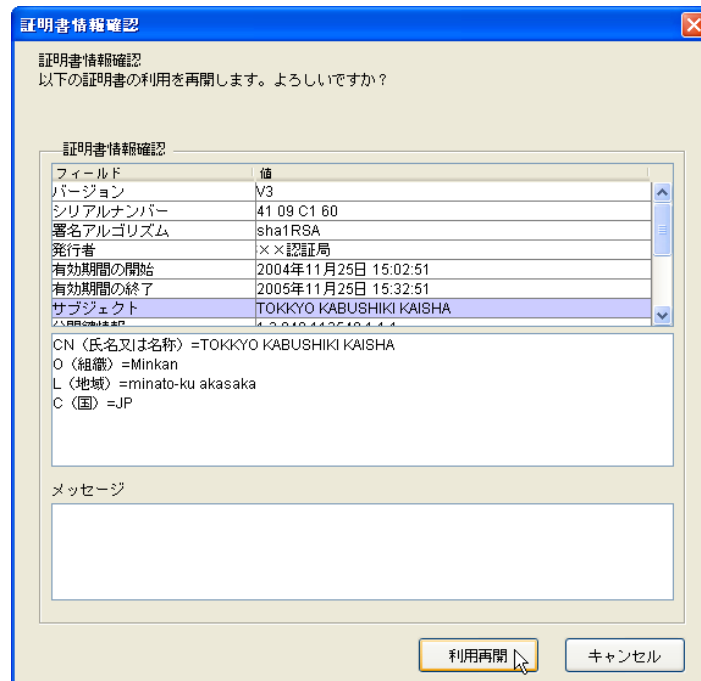 証明書情報確認
証明書情報確認
以下の証明書の利用を再開します。よろしいですか？
証明書情報確認
フィールド 値
バージョン V3
シリアルナンバー 41 09 C1 60
署名アルゴリズム sha1RSA
発行者 ××認証局
有効期間の開始 2004年11月25日 15:02:51
有効期間の終了 2005年11月25日 15:32:51
サブジェクト TOKKYO KABUSHIKI KAISHA
CN（氏名又は名称）=TOKKYO KABUSHIKI KAISHA
O（組織）=Minkan
L（地域）=minato-ku akasaka
C（国）=JP
メッセージ
利用再開 キャンセル